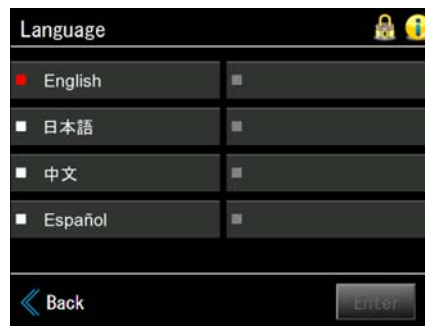 Language
English
日本語
中文
Español
Back
Enter